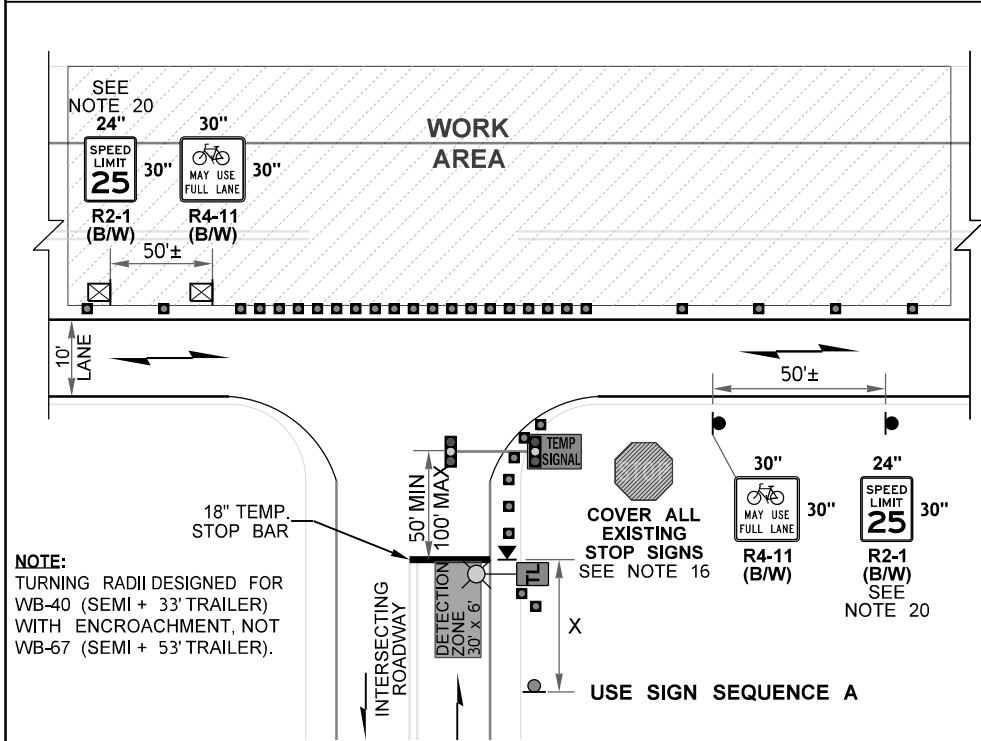 SEE
NOTE 20
24"
SPEED
LIMIT
25
30"
R2-1
(B/W)
30"
MAY USE
FULL LANE
30"
R4-11
(B/W)
50'±
WORK
AREA
10'
LANE
50'±
TEMP
SIGNAL
50' MIN
100' MAX
18" TEMP.
STOP BAR
STOP
COVER ALL
EXISTING
STOP SIGNS
SEE NOTE 16
30"
MAY USE
FULL LANE
30"
R4-11
(B/W)
24"
SPEED
LIMIT
25
30"
R2-1
(B/W)
SEE
NOTE 20
NOTE:
TURNING RADII DESIGNED FOR
WB-40 (SEMI + 33' TRAILER)
WITH ENCROACHMENT, NOT
WB-67 (SEMI + 53' TRAILER).
INTERSECTING
ROADWAY
DETECTION
ZONE
30' x 6'
TL
X
USE SIGN SEQUENCE A